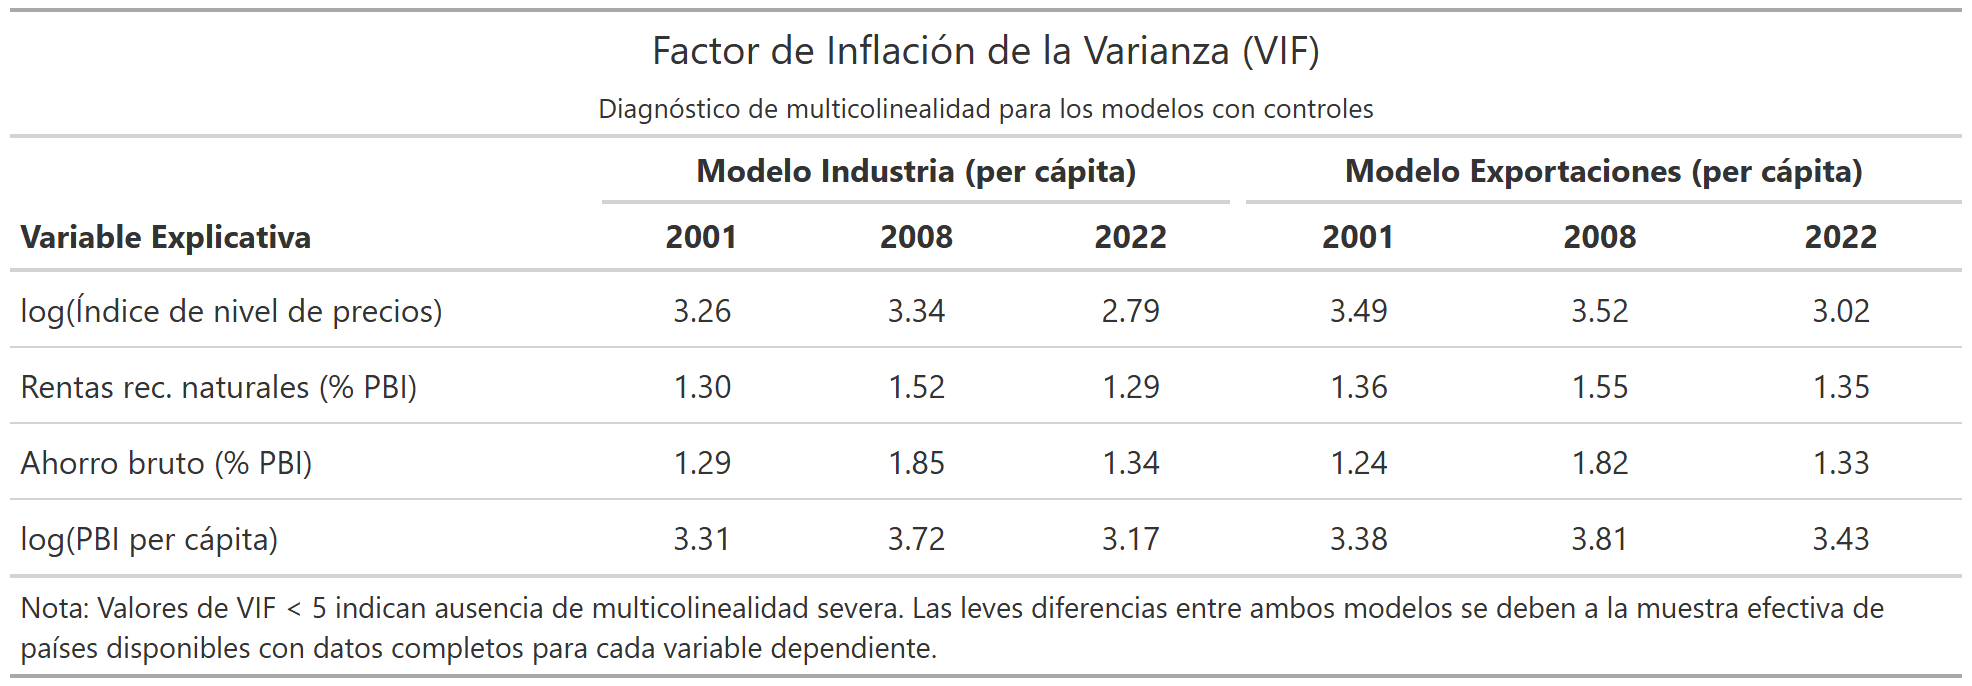 Factor de Inflación de la Varianza (VIF)
Diagnóstico de multicolinealidad para los modelos con controles
Modelo Industria (per cápita) Modelo Exportaciones (per cápita)
Variable Explicativa 2001 2008 2022 2001 2008 2022
log(Índice de nivel de precios) 3.26 3.34 2.79 3.49 3.52 3.02
Rentas rec. naturales (% PBI) 1.30 1.52 1.29 1.36 1.55 1.35
Ahorro bruto (% PBI) 1.29 1.85 1.34 1.24 1.82 1.33
log(PBI per cápita) 3.31 3.72 3.17 3.38 3.81 3.43
Nota: Valores de VIF < 5 indican ausencia de multicolinealidad severa. Las leves diferencias entre ambos modelos se deben a la muestra efectiva de
países disponibles con datos completos para cada variable dependiente.